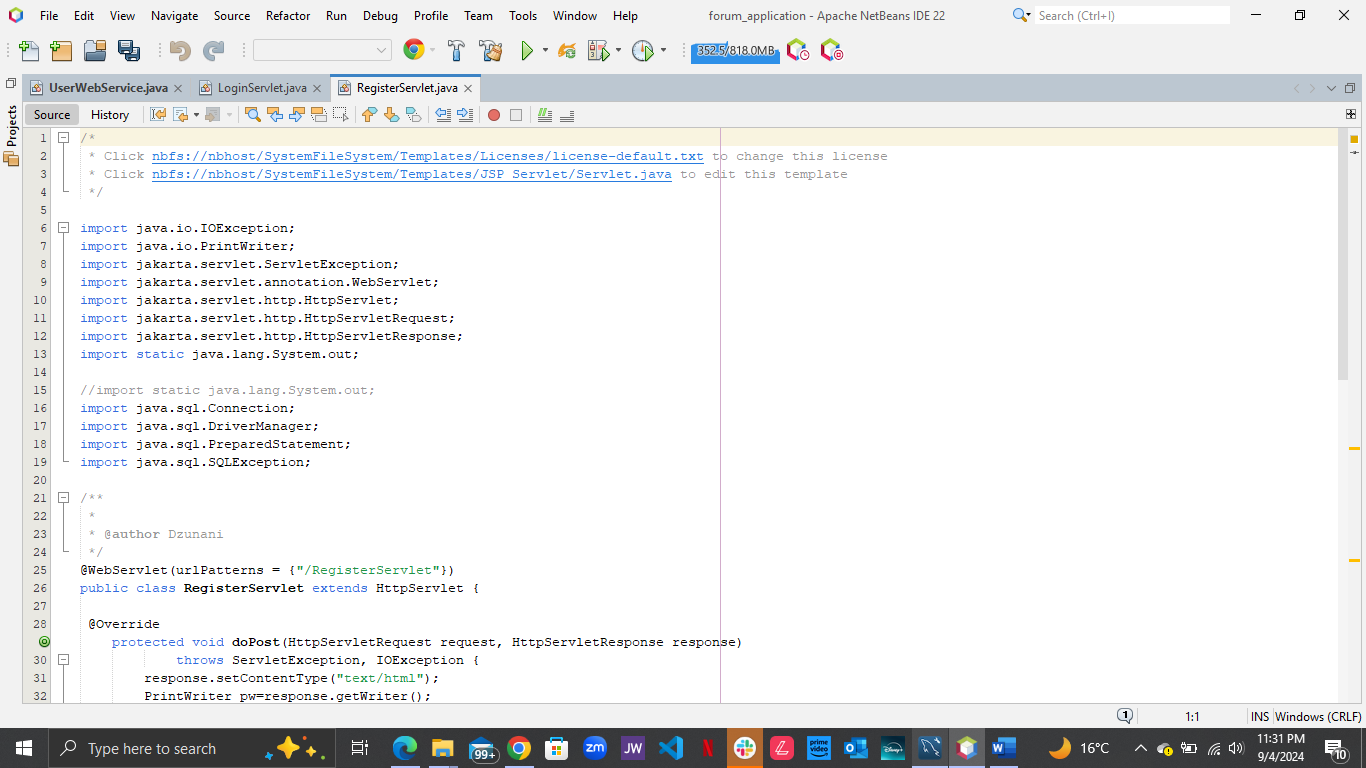 File Edit View Navigate Source Refactor Run Debug Profile Team Tools Window Help
forum_application - Apache NetBeans IDE 22
Search (Ctrl+I)
352.5/818.0MB
UserWebService.java
LoginServlet.java
RegisterServlet.java
Projects
Source History
1 /*
2 * Click nbfs://nbhost/SystemFileSystem/Templates/Licenses/license-default.txt to change this license
3 * Click nbfs://nbhost/SystemFileSystem/Templates/JSP_Servlet/Servlet.java to edit this template
4 */
5
6 import java.io.IOException;
7 import java.io.PrintWriter;
8 import jakarta.servlet.ServletException;
9 import jakarta.servlet.annotation.WebServlet;
10 import jakarta.servlet.http.HttpServlet;
11 import jakarta.servlet.http.HttpServletRequest;
12 import jakarta.servlet.http.HttpServletResponse;
13 import static java.lang.System.out;
14
15 //import static java.lang.System.out;
16 import java.sql.Connection;
17 import java.sql.DriverManager;
18 import java.sql.PreparedStatement;
19 import java.sql.SQLException;
20
21 /**
22 *
23 * @author Dzunani
24 */
25 @WebServlet(urlPatterns = {"/RegisterServlet"})
26 public class RegisterServlet extends HttpServlet {
27
28 @Override
protected void doPost(HttpServletRequest request, HttpServletResponse response)
30 throws ServletException, IOException {
31 response.setContentType("text/html");
32 PrintWriter pw=response.getWriter();
1
1:1
INS
Windows (CRLF)
Type here to search
99+
zm
JW
prime video
Disney+
16°C
11:31 PM
9/4/2024
10